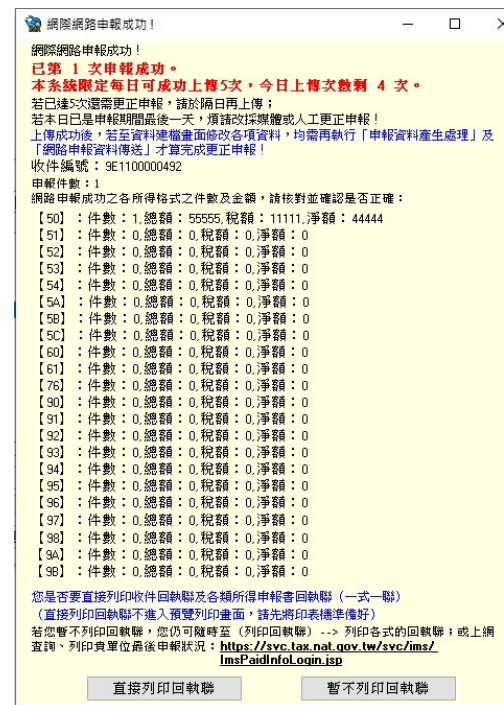 網際網路申報成功！
網際網路申報成功！
已第 1 次申報成功。
本系統限定每日可成功上傳5次，今日上傳次數剩 4 次。
若已達5次還需更正申報，請於隔日再上傳；
若本日已是申報期間最後一天，煩請改採媒體或人工更正申報！
上傳成功後，若至資料建檔畫面修改各項資料，均需再執行「申報資料產生處理」及
「網路申報資料傳送」才算完成更正申報！
收件編號：9E1100000492
申報件數：1
網路申報成功之各所得格式之件數及金額，請核對並確認是否正確：
【50】：件數：1,總額：55555,稅額：11111,淨額：44444
【51】：件數：0,總額：0,稅額：0,淨額：0
【52】：件數：0,總額：0,稅額：0,淨額：0
【53】：件數：0,總額：0,稅額：0,淨額：0
【54】：件數：0,總額：0,稅額：0,淨額：0
【5A】：件數：0,總額：0,稅額：0,淨額：0
【5B】：件數：0,總額：0,稅額：0,淨額：0
【5C】：件數：0,總額：0,稅額：0,淨額：0
【60】：件數：0,總額：0,稅額：0,淨額：0
【61】：件數：0,總額：0,稅額：0,淨額：0
【76】：件數：0,總額：0,稅額：0,淨額：0
【90】：件數：0,總額：0,稅額：0,淨額：0
【91】：件數：0,總額：0,稅額：0,淨額：0
【92】：件數：0,總額：0,稅額：0,淨額：0
【93】：件數：0,總額：0,稅額：0,淨額：0
【94】：件數：0,總額：0,稅額：0,淨額：0
【95】：件數：0,總額：0,稅額：0,淨額：0
【96】：件數：0,總額：0,稅額：0,淨額：0
【97】：件數：0,總額：0,稅額：0,淨額：0
【98】：件數：0,總額：0,稅額：0,淨額：0
【9A】：件數：0,總額：0,稅額：0,淨額：0
【9B】：件數：0,總額：0,稅額：0,淨額：0
您是否要直接列印收件回執聯及各類所得申報書回執聯（一式一聯）
（直接列印回執聯不進入預覽列印畫面，請先將印表機準備好）
若您暫不列印回執聯，您仍可隨時至（列印回執聯）--> 列印各式的回執聯；或上網
查詢、列印貴單位最後申報狀況：https://svc.tax.nat.gov.tw/svc/ims/
ImsPaidInfoLogin.jsp
直接列印回執聯 暫不列印回執聯